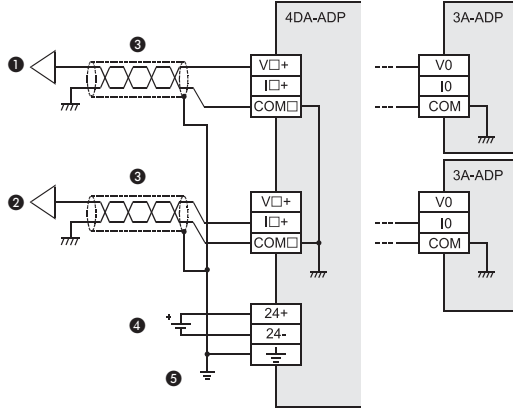 4DA-ADP
❸
❶
V□+
I□+
COM□
❸
❷
V□+
I□+
COM□
❹
+
24+
24-
❺
3A-ADP
V0
I0
COM
3A-ADP
V0
I0
COM